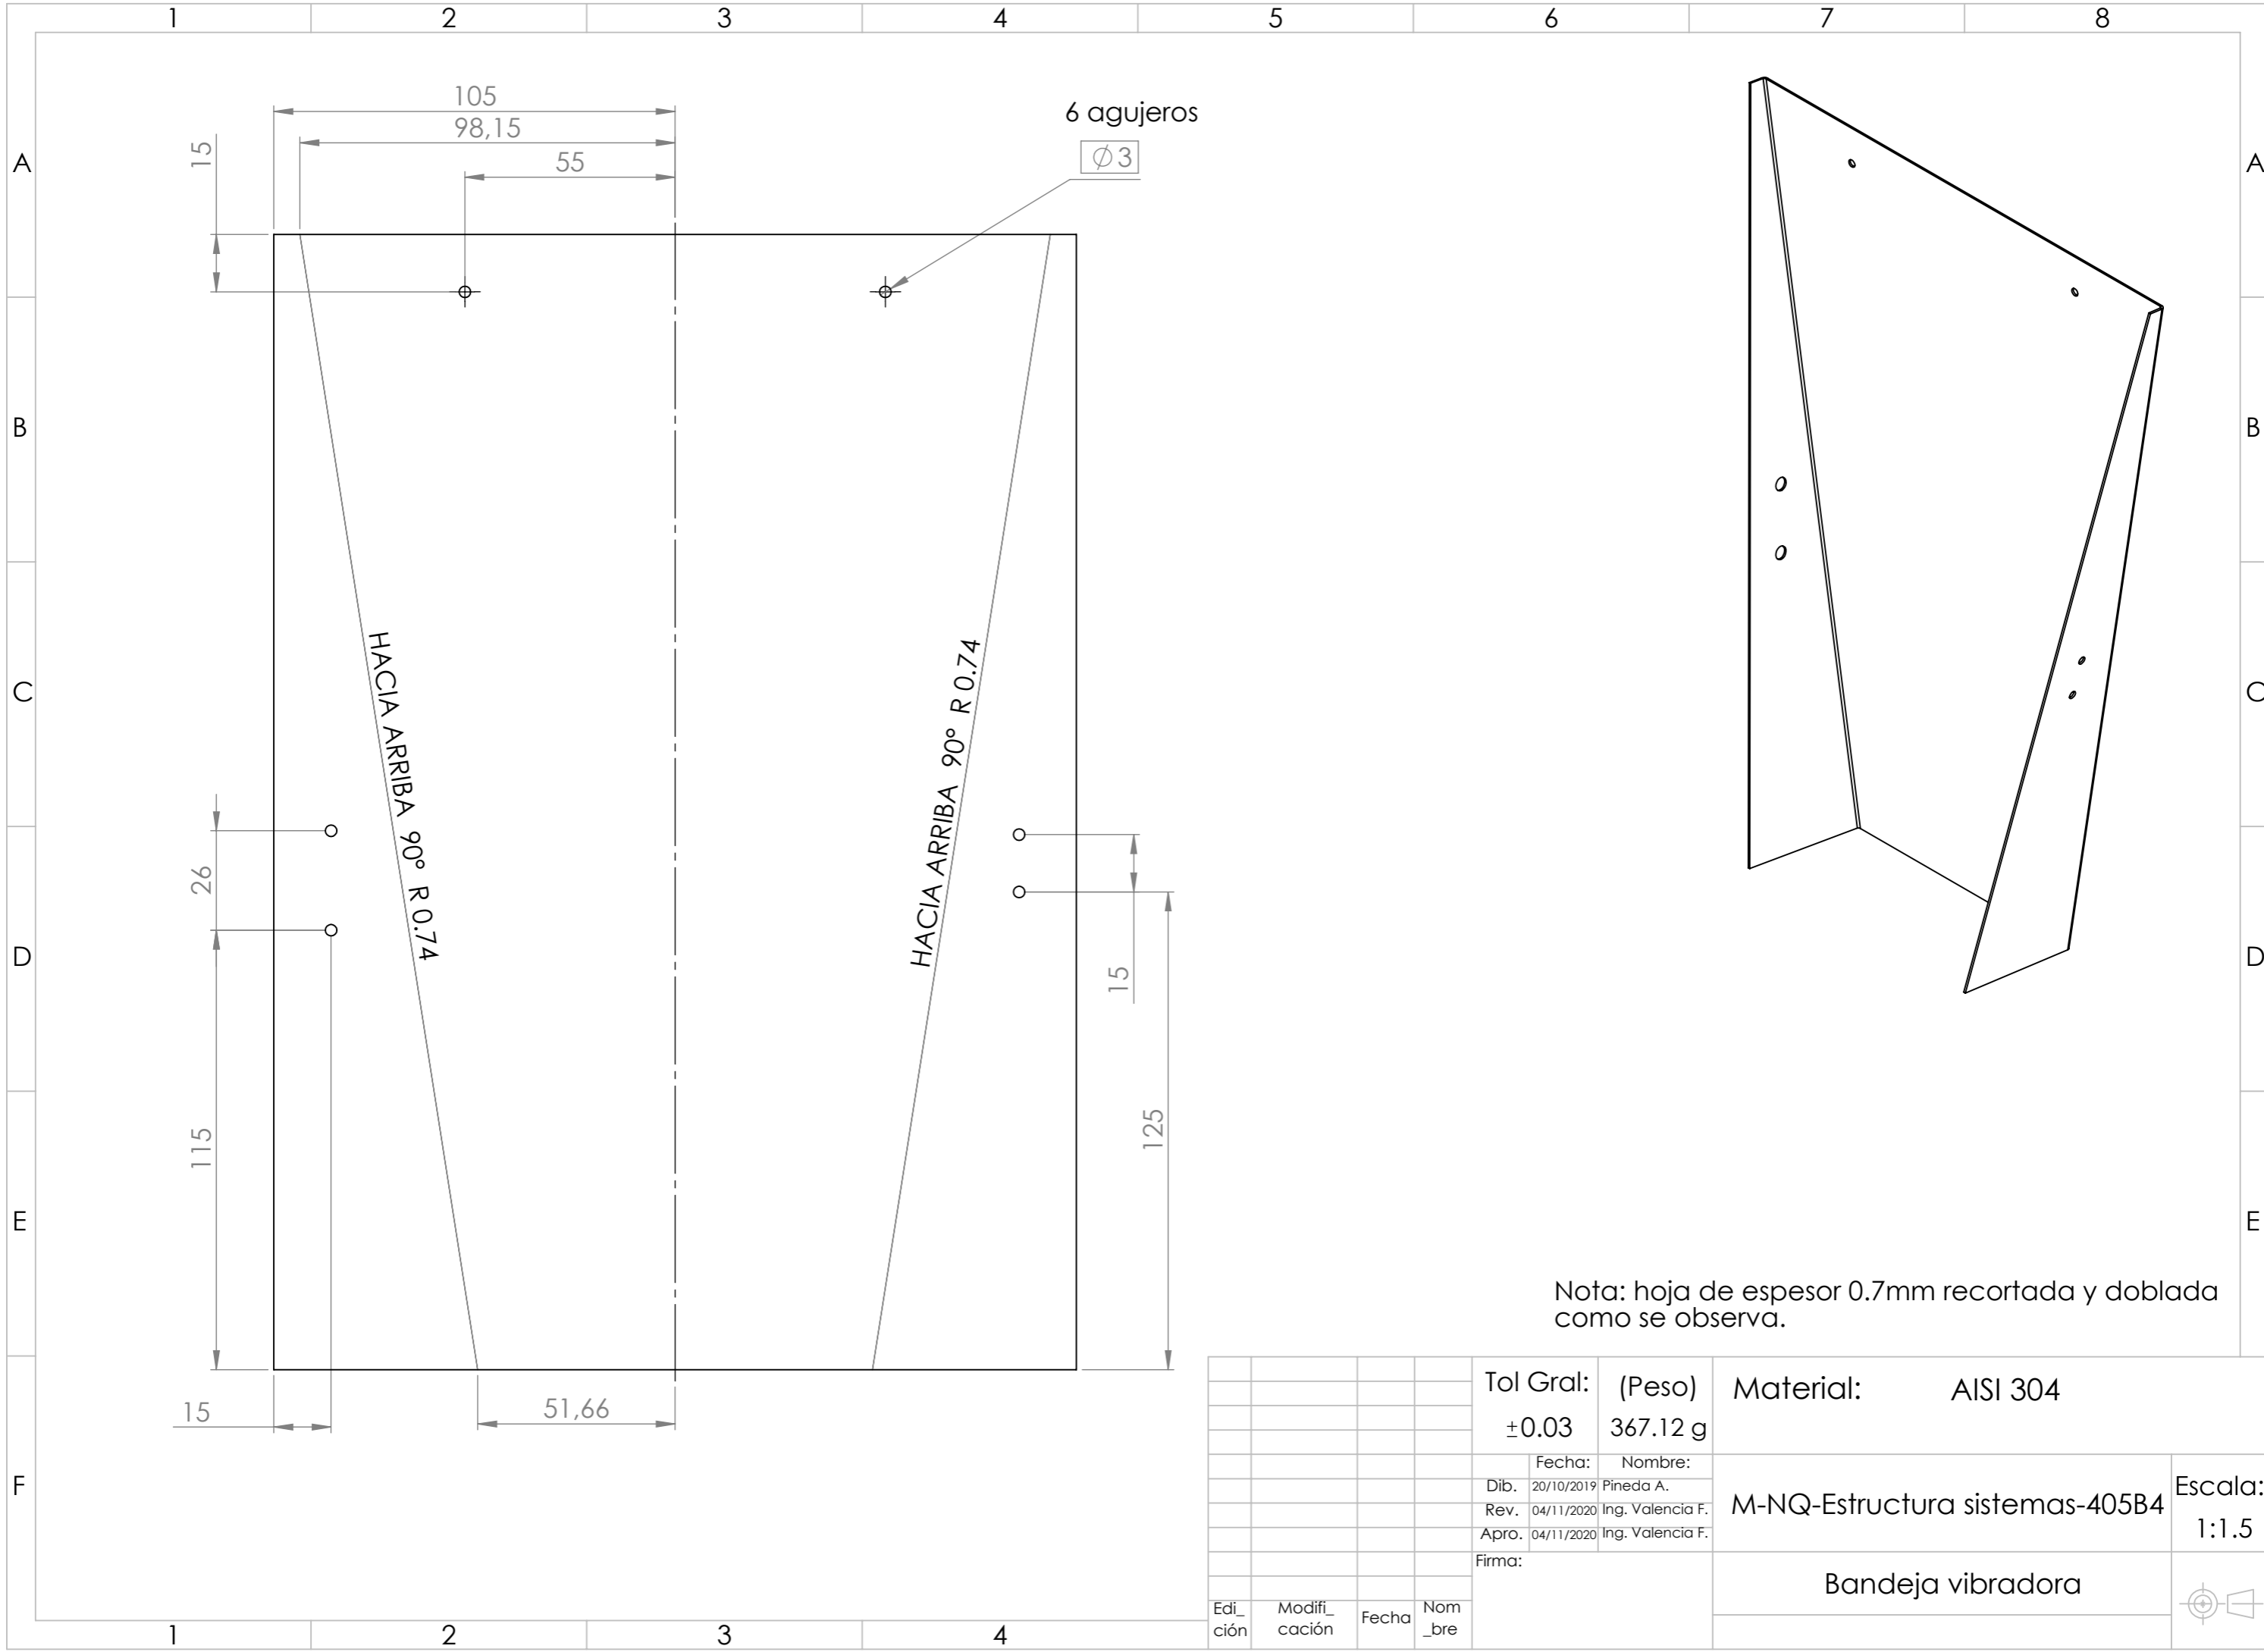 1 2 3 4 5 6 7 8
105
98,15
55
15
6 agujeros
∅3
A A
B B
C C
D D
E E
F
HACIA ARRIBA 90° R 0.74
HACIA ARRIBA 90° R 0.74
26
115
15
125
15
51,66
Nota: hoja de espesor 0.7mm recortada y doblada
como se observa.
Tol Gral:
±0.03
(Peso)
367.12 g
Material: AISI 304
Fecha: Nombre:
Dib. 20/10/2019 Pineda A.
Rev. 04/11/2020 Ing. Valencia F.
Apro. 04/11/2020 Ing. Valencia F.
M-NQ-Estructura sistemas-405B4
Escala:
1:1.5
Firma:
Bandeja vibradora
Edi_
ción
Modifi_
cación
Fecha
Nom
_bre
1 2 3 4